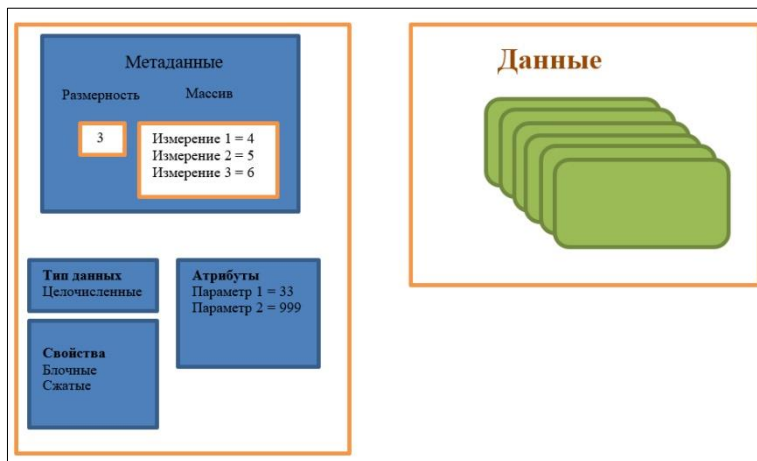 Метаданные
Размерность Массив
3
Измерение 1 = 4
Измерение 2 = 5
Измерение 3 = 6
Тип данных
Целочисленные
Свойства
Блочные
Сжатые
Атрибуты
Параметр 1 = 33
Параметр 2 = 999
Данные